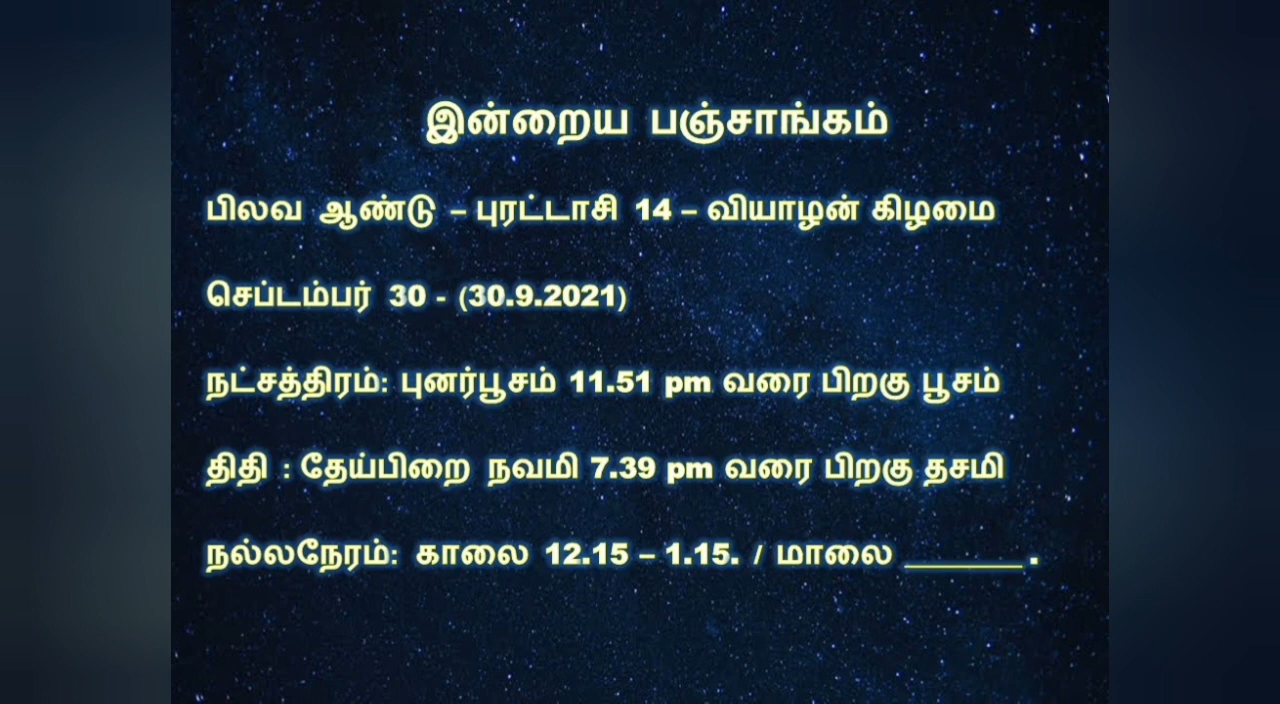 இன்றைய பஞ்சாங்கம்
பிலவ ஆண்டு – புரட்டாசி 14 – வியாழன் கிழமை
செப்டம்பர் 30 - (30.9.2021)
நட்சத்திரம்: புனர்பூசம் 11.51 pm வரை பிறகு பூசம்
திதி : தேய்பிறை நவமி 7.39 pm வரை பிறகு தசமி
நல்லநேரம்: காலை 12.15 – 1.15. / மாலை ________.